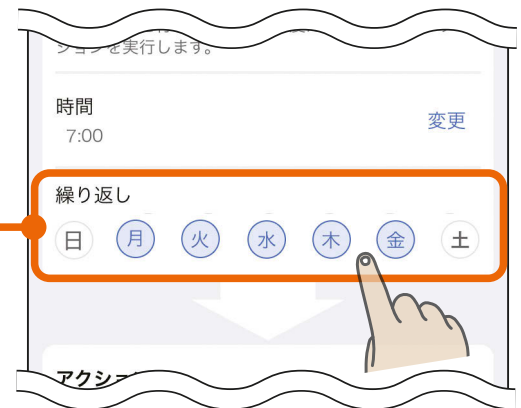 ションを実行します。
時間
7:00
変更
繰り返し
日 月 火 水 木 金 土
アクショ